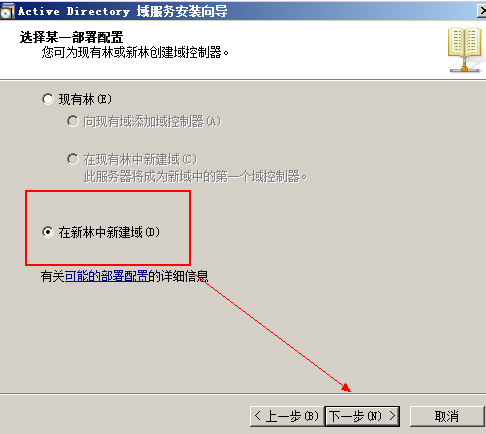 Active Directory 域服务安装向导
选择某一部署配置
您可为现有林或新林创建域控制器。
现有林(E)
向现有域添加域控制器(A)
在现有林中新建域(C)
此服务器将成为新域中的第一个域控制器。
在新林中新建域(D)
有关可能的部署配置的详细信息
< 上一步(B) 下一步(N) > 取消